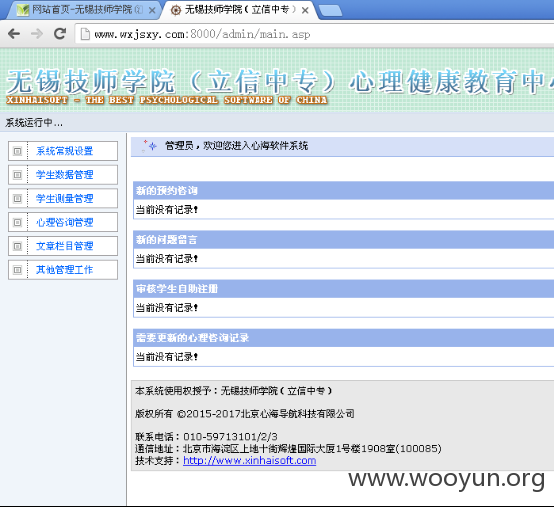 网站首页-无锡技师学院
无锡技师学院（立信中专）
www.wxjsxy.com:8000/admin/main.asp
无锡技师学院（立信中专）心理健康教育中心
XINHAISOFT - THE BEST PSYCHOLOGICAL SOFTWARE OF CHINA
系统运行中...
系统常规设置
学生数据管理
学生测量管理
心理咨询管理
文章栏目管理
其他管理工作
管理员，欢迎您进入心海软件系统
新的预约咨询
当前没有记录！
新的问题留言
当前没有记录！
审核学生自助注册
当前没有记录！
需要更新的心理咨询记录
当前没有记录！
本系统使用权授予：无锡技师学院（立信中专）
版权所有 ©2015-2017北京心海导航科技有限公司
联系电话：010-59713101/2/3
通信地址：北京市海淀区上地十街辉煌国际大厦1号楼1908室(100085)
技术支持：http://www.xinhaisoft.com
www.wooyun.org